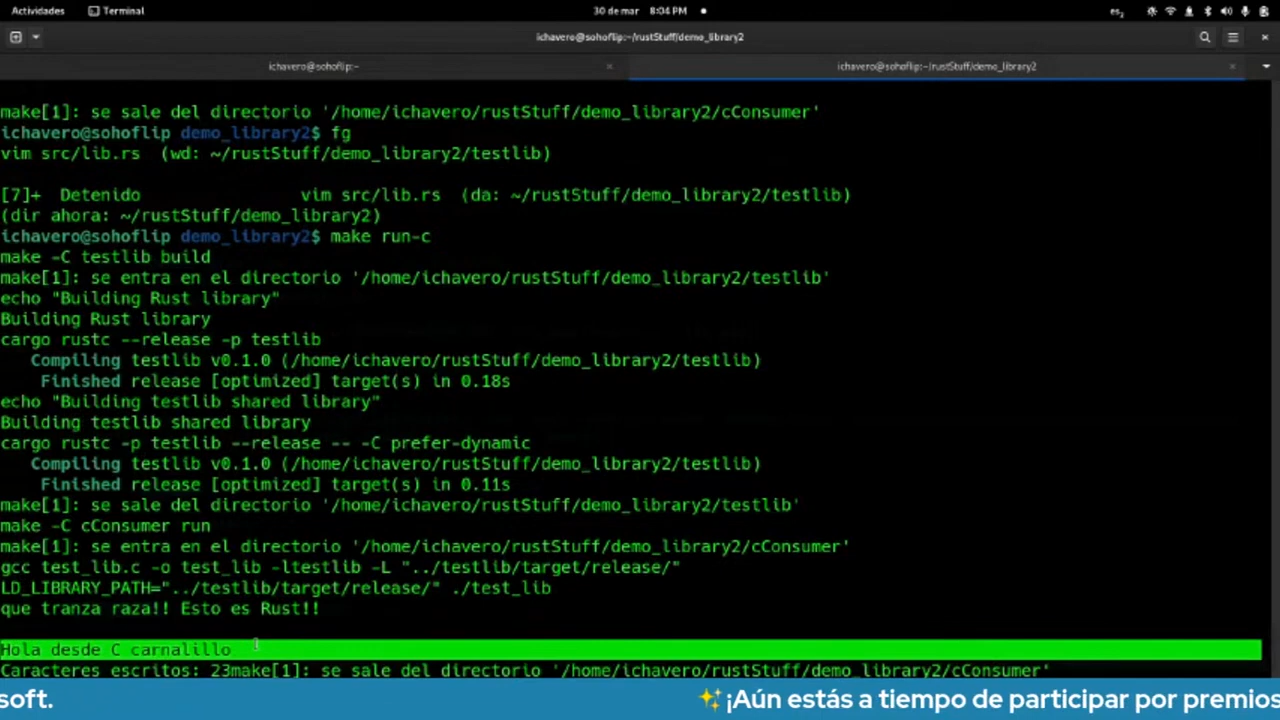 Actividades
Terminal
30 de mar 8:04 PM
es₂
ichavero@sohoflip:~/rustStuff/demo_library2
ichavero@sohoflip:~
ichavero@sohoflip:~/rustStuff/demo_library2
make[1]: se sale del directorio '/home/ichavero/rustStuff/demo_library2/cConsumer'
ichavero@sohoflip demo_library2$ fg
vim src/lib.rs  (wd: ~/rustStuff/demo_library2/testlib)
[7]+  Detenido                vim src/lib.rs  (da: ~/rustStuff/demo_library2/testlib)
(dir ahora: ~/rustStuff/demo_library2)
ichavero@sohoflip demo_library2$ make run-c
make -C testlib build
make[1]: se entra en el directorio '/home/ichavero/rustStuff/demo_library2/testlib'
echo "Building Rust library"
Building Rust library
cargo rustc --release -p testlib
   Compiling testlib v0.1.0 (/home/ichavero/rustStuff/demo_library2/testlib)
    Finished release [optimized] target(s) in 0.18s
echo "Building testlib shared library"
Building testlib shared library
cargo rustc -p testlib --release -- -C prefer-dynamic
   Compiling testlib v0.1.0 (/home/ichavero/rustStuff/demo_library2/testlib)
    Finished release [optimized] target(s) in 0.11s
make[1]: se sale del directorio '/home/ichavero/rustStuff/demo_library2/testlib'
make -C cConsumer run
make[1]: se entra en el directorio '/home/ichavero/rustStuff/demo_library2/cConsumer'
gcc test_lib.c -o test_lib -ltestlib -L "../testlib/target/release/"
LD_LIBRARY_PATH="../testlib/target/release/" ./test_lib
que tranza raza!! Esto es Rust!!
Hola desde C carnalillo
Caracteres escritos: 23make[1]: se sale del directorio '/home/ichavero/rustStuff/demo_library2/cConsumer'
soft.
✨ ¡Aún estás a tiempo de participar por premios